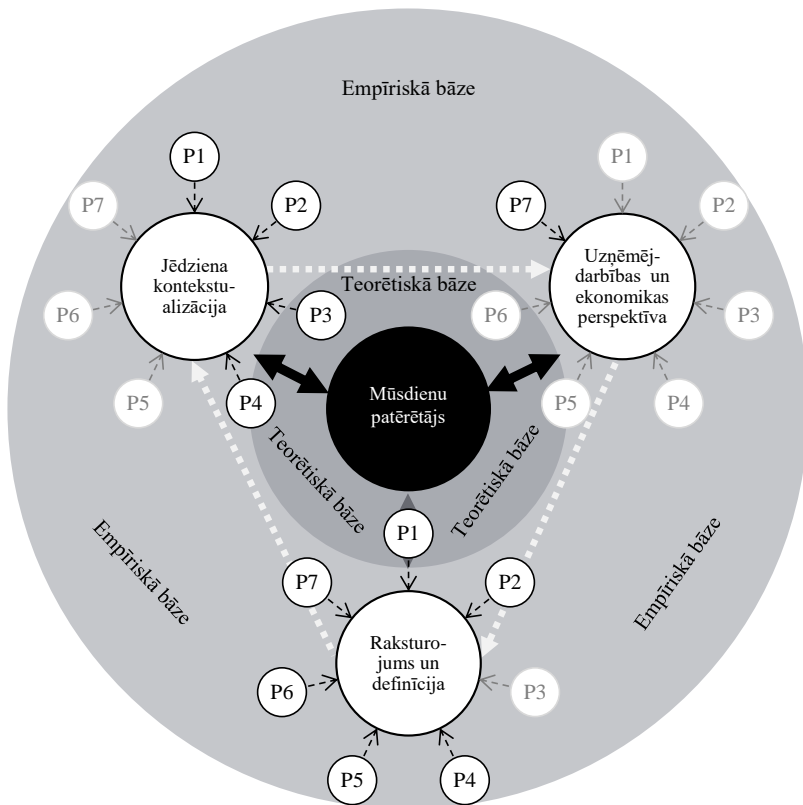 Empīriskā bāze
P1
P2
P7
P3
P6
P4
P5
Jēdziena
kontekstu-
alizācija
P1
P7
P2
P6
P3
P5
P4
Uzņēmēj-
darbības un
ekonomikas
perspektīva
Teorētiskā bāze
Mūsdienu
patērētājs
Teorētiskā bāze
Teorētiskā bāze
Empīriskā bāze
Empīriskā bāze
P1
P7
P2
P6
P3
P5
P4
Raksturo-
jums un
definīcija